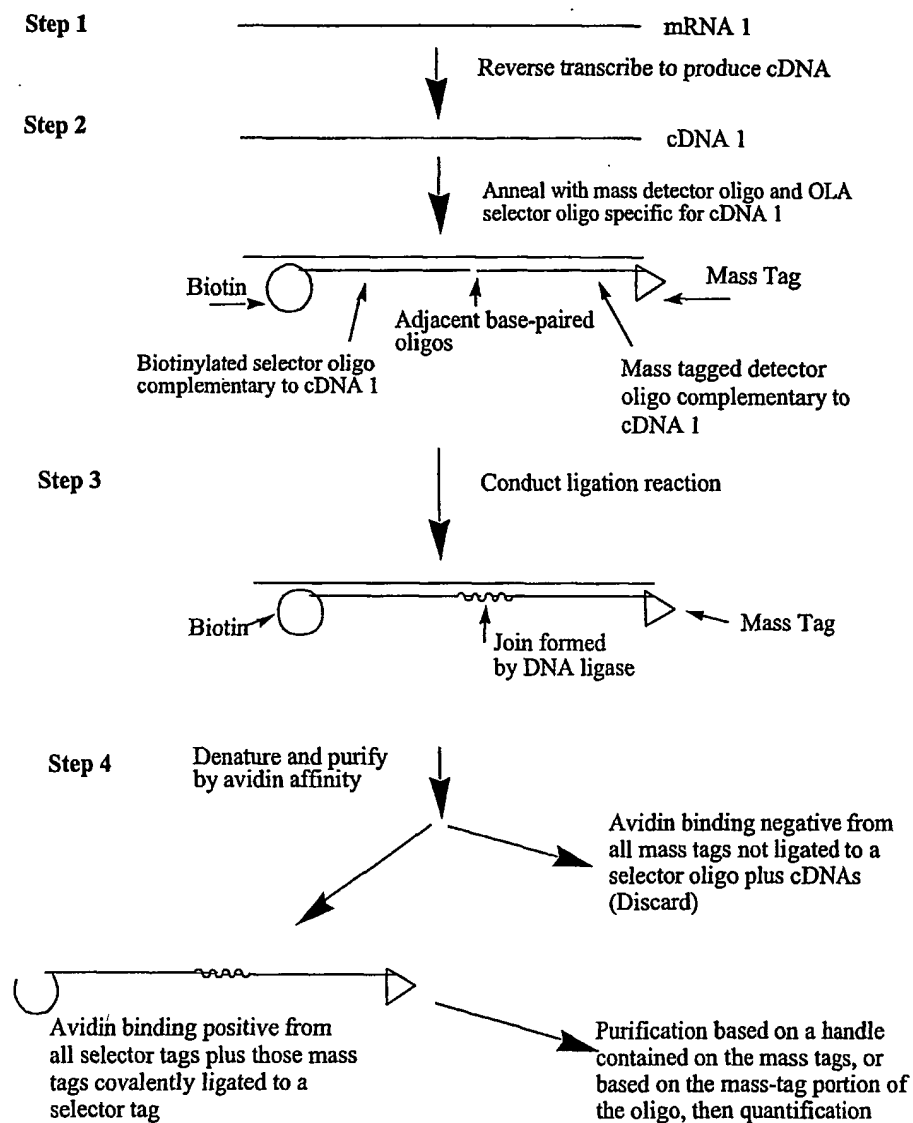 Step 1
mRNA 1
Reverse transcribe to produce cDNA
Step 2
cDNA 1
Anneal with mass detector oligo and OLA
selector oligo specific for cDNA 1
Biotin
Mass Tag
Adjacent base-paired
oligos
Biotinylated selector oligo
complementary to cDNA 1
Mass tagged detector
oligo complementary to
cDNA 1
Step 3
Conduct ligation reaction
Biotin
Mass Tag
Join formed
by DNA ligase
Step 4
Denature and purify
by avidin affinity
Avidin binding negative from
all mass tags not ligated to a
selector oligo plus cDNAs
(Discard)
Avidin binding positive from
all selector tags plus those mass
tags covalently ligated to a
selector tag
Purification based on a handle
contained on the mass tags, or
based on the mass-tag portion of
the oligo, then quantification